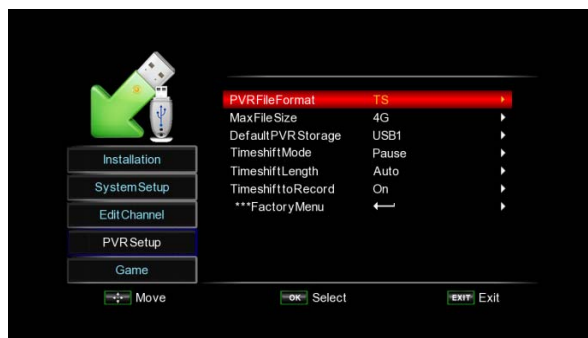 PVRFileFormat TS
MaxFileSize 4G
DefaultPVRStorage USB1
TimeshiftMode Pause
TimeshiftLength Auto
TimeshifttoRecord On
***FactoryMenu
Installation
SystemSetup
EditChannel
PVRSetup
Game
Move OK Select EXIT Exit